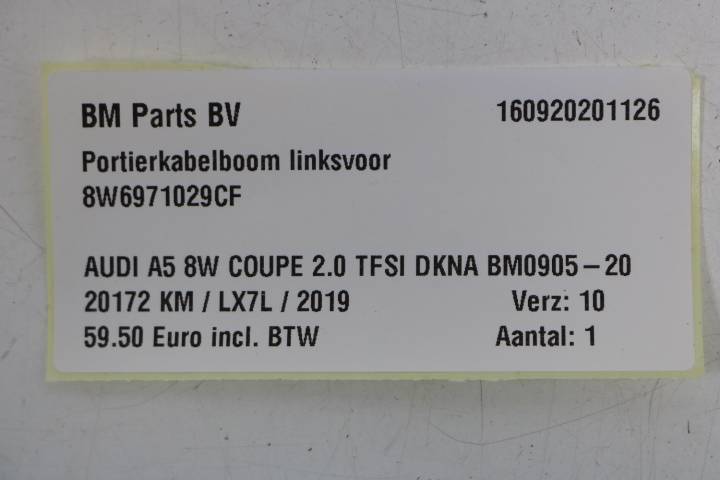 BM Parts BV 160920201126
Portierkabelboom linksvoor
8W6971029CF
AUDI A5 8W COUPE 2.0 TFSI DKNA BM0905-20
20172 KM / LX7L / 2019 Verz: 10
59.50 Euro incl. BTW Aantal: 1